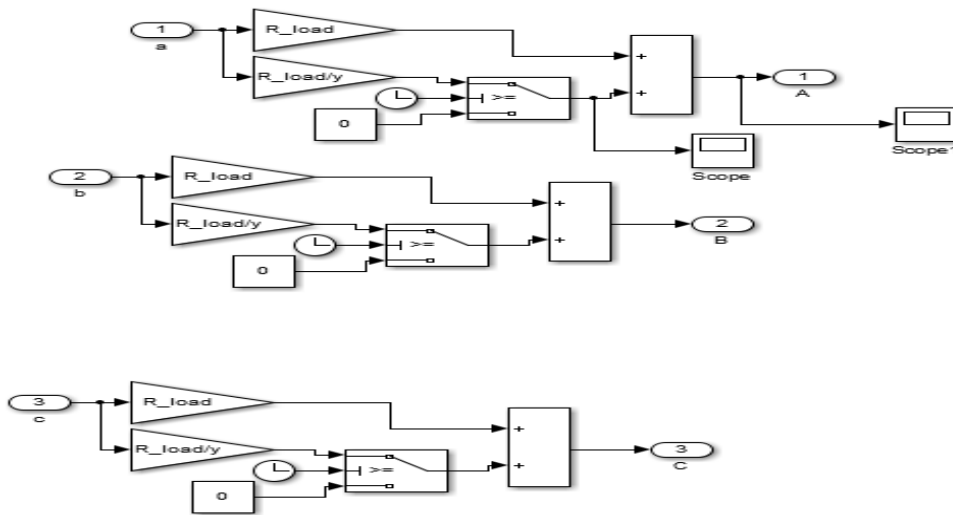 1
a
R_load
R_load/y
>=
0
+
+
1
A
Scope
Scope1
2
b
R_load
R_load/y
>=
0
+
+
2
B
3
c
R_load
R_load/y
>=
0
+
+
3
C